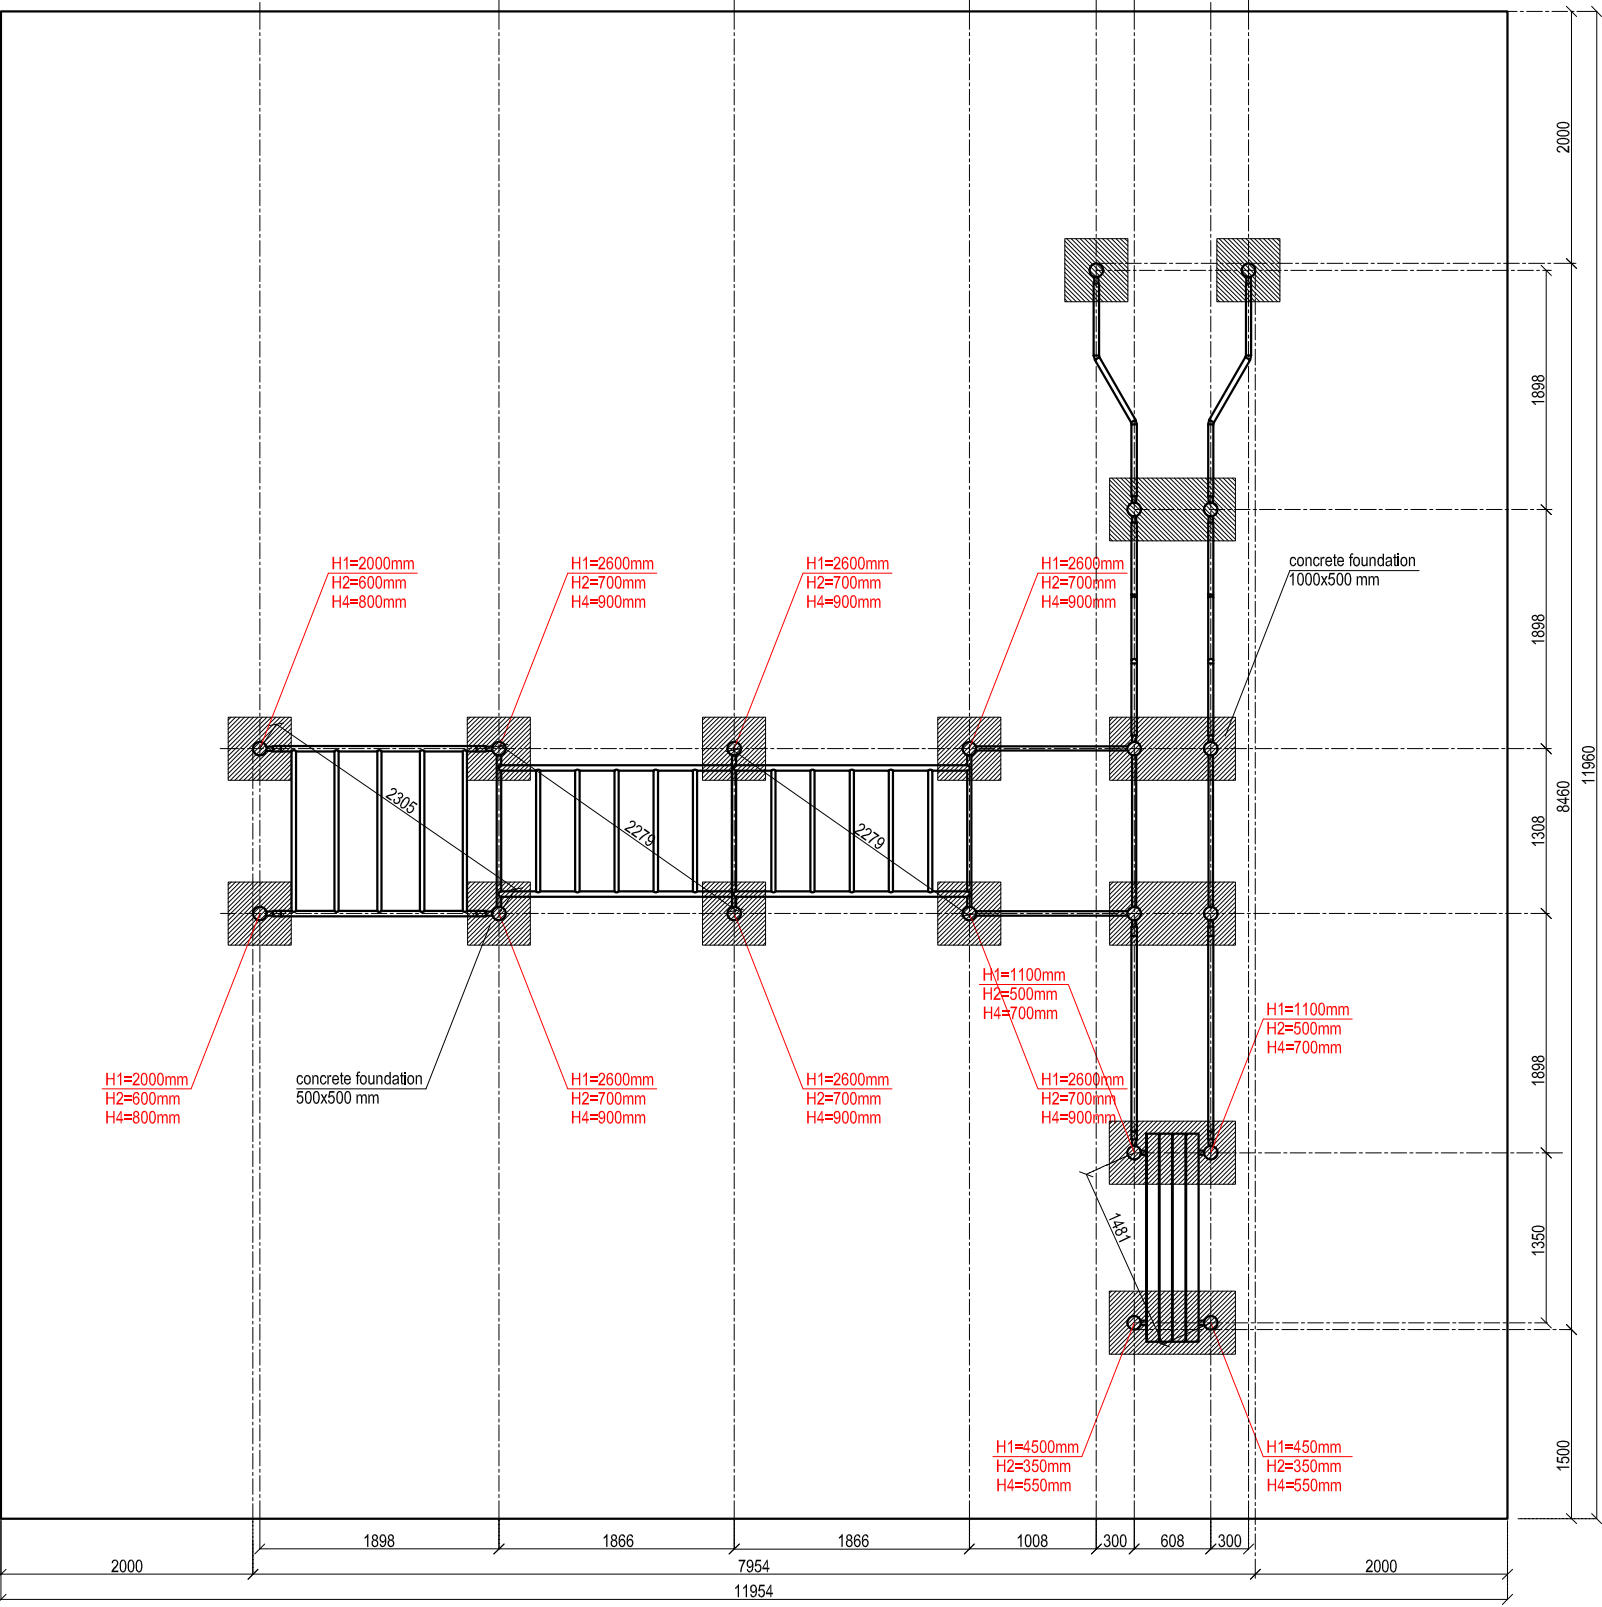 2000
H1=2000mm
H2=600mm
H4=800mm
H1=2600mm
H2=700mm
H4=900mm
H1=2600mm
H2=700mm
H4=900mm
H1=2600mm
H2=700mm
H4=900mm
concrete foundation
1000x500 mm
1898
1898
11960
8460
1308
2305
2279
2279
H1=1100mm
H2=500mm
H4=700mm
H1=1100mm
H2=500mm
H4=700mm
H1=2000mm
H2=600mm
H4=800mm
concrete foundation
500x500 mm
H1=2600mm
H2=700mm
H4=900mm
H1=2600mm
H2=700mm
H4=900mm
H1=2600mm
H2=700mm
H4=900mm
1898
1481
1350
H1=4500mm
H2=350mm
H4=550mm
H1=450mm
H2=350mm
H4=550mm
1500
1898
1866
1866
1008
300
608
300
2000
7954
2000
11954